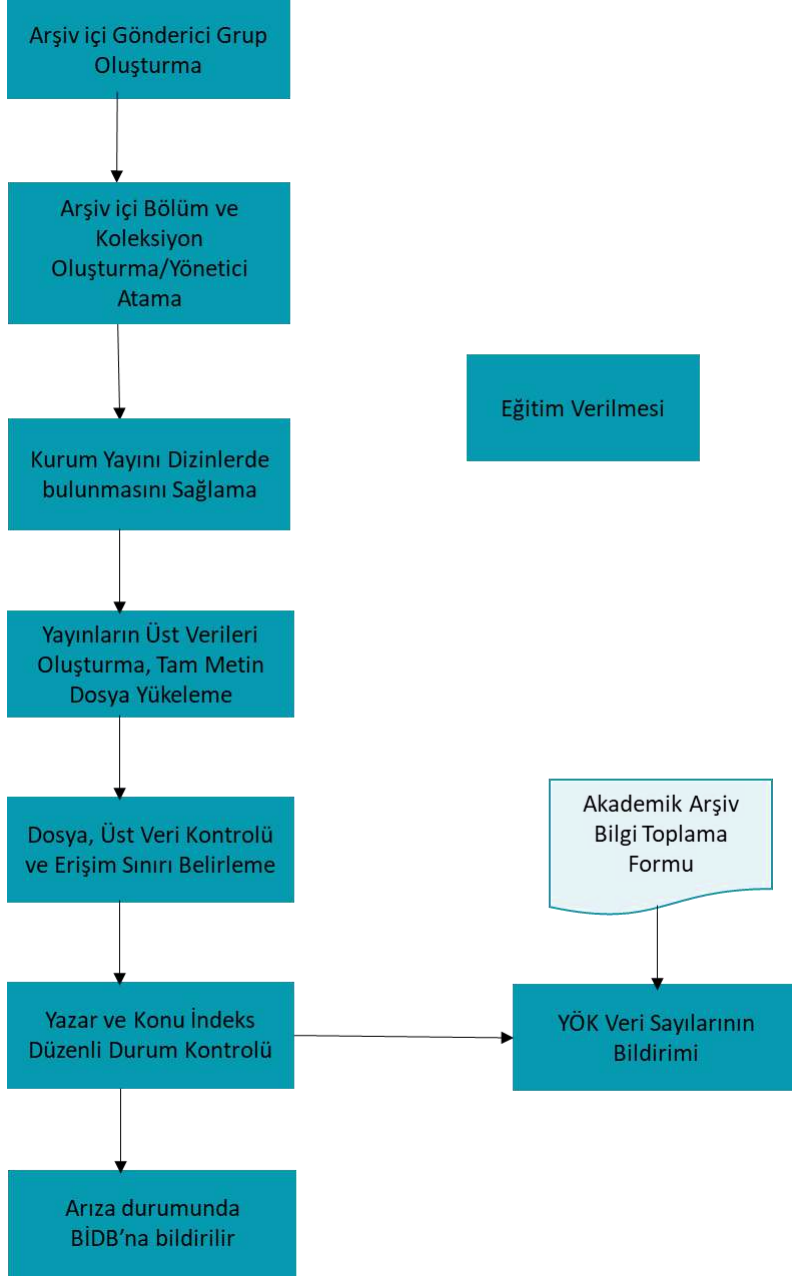 Arşiv içi Gönderici Grup
Oluşturma
Arşiv içi Bölüm ve
Koleksiyon
Oluşturma/Yönetici
Atama
Eğitim Verilmesi
Kurum Yayını Dizinlerde
bulunmasını Sağlama
Yayınların Üst Verileri
Oluşturma, Tam Metin
Dosya Yükeleme
Dosya, Üst Veri Kontrolü
ve Erişim Sınırı Belirleme
Akademik Arşiv
Bilgi Toplama
Formu
Yazar ve Konu İndeks
Düzenli Durum Kontrolü
YÖK Veri Sayılarının
Bildirimi
Arıza durumunda
BİDB’na bildirilir